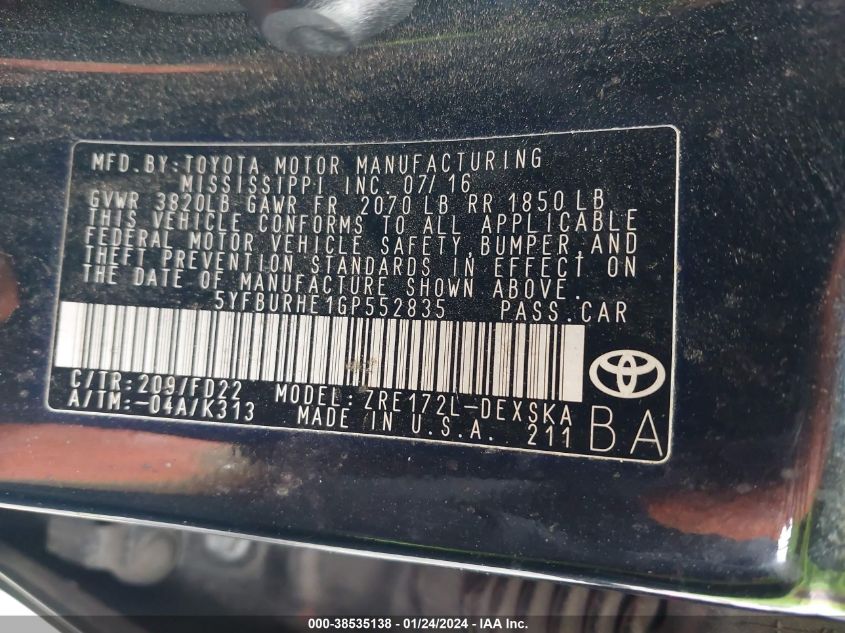 MFD.BY:TOYOTA MOTOR MANUFACTURING
MISSISSIPPI INC. 07/16
GVWR 3820LB GAWR FR 2070 LB RR 1850 LB
THIS VEHICLE CONFORMS TO ALL APPLICABLE
FEDERAL MOTOR VEHICLE SAFETY,BUMPER,AND
THEFT PREVENTION STANDARDS IN EFFECT ON
THE DATE OF MANUFACTURE SHOWN ABOVE.
5YFBURHE1GP552835 PASS.CAR
C/TR:209/FD22 MODEL:ZRE172L-DEXSKA
A/TM:-04A/K313 MADE IN U.S.A. 211
BA
000-38535138 - 01/24/2024 - IAA Inc.